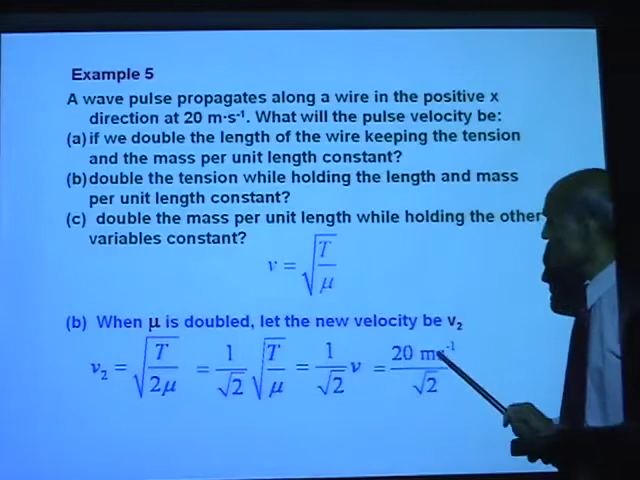 Example 5
A wave pulse propagates along a wire in the positive x
direction at 20 m·s⁻¹. What will the pulse velocity be:
(a) if we double the length of the wire keeping the tension
and the mass per unit length constant?
(b) double the tension while holding the length and mass
per unit length constant?
(c) double the mass per unit length while holding the other
variables constant?
v = √(T/μ)
(b) When μ is doubled, let the new velocity be v₂
v₂ = √(T/2μ) = 1/√2 √(T/μ) = 1/√2 v = 20 ms⁻¹/√2